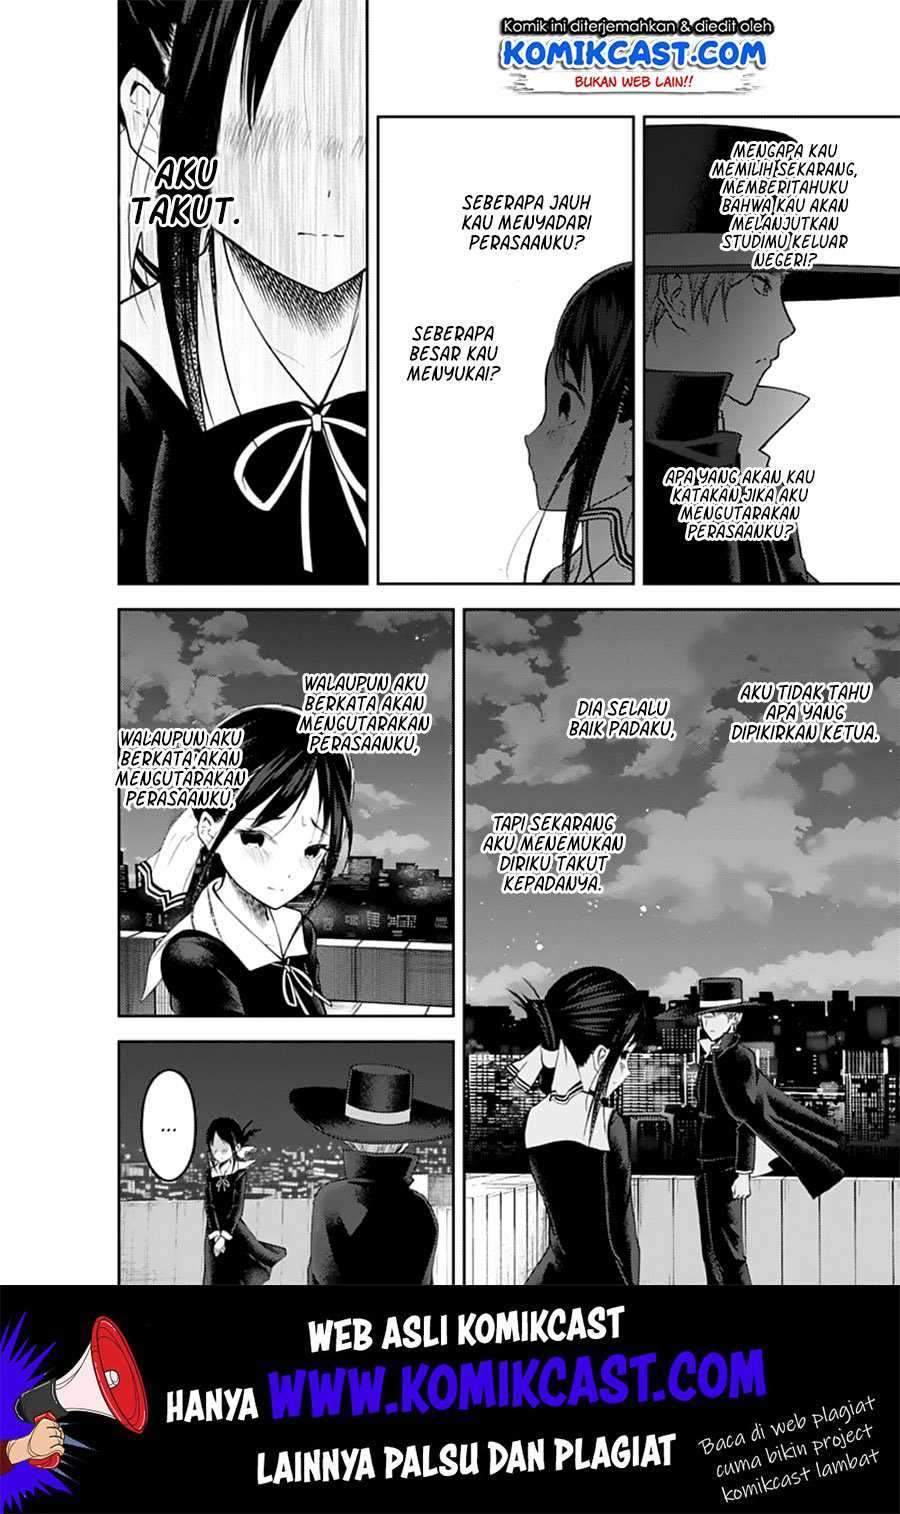 Komik ini diterjemahkan & diedit oleh
KOMIKCAST.COM
BUKAN WEB LAIN!!
MENGAPA KAU
MEMILIH SEKARANG,
MEMBERITAHUKU
BAHWA KAU AKAN
MELANJUTKAN
STUDIMU KELUAR
NEGERI?
APA YANG AKAN KAU
KATAKAN JIKA AKU
MENGUTARAKAN
PERASAANKU?
SEBERAPA JAUH
KAU MENYADARI
PERASAANKU?
SEBERAPA
BESAR KAU
MENYUKAI?
AKU
TAKUT.
AKU TIDAK TAHU
APA YANG
DIPIKIRKAN KETUA.
DIA SELALU
BAIK PADAKU,
TAPI SEKARANG
AKU MENEMUKAN
DIRIKU TAKUT
KEPADANYA.
WALAUPUN AKU
BERKATA AKAN
MENGUTARAKAN
PERASAANKU,
WALAUPUN AKU
BERKATA AKAN
MENGUTARAKAN
PERASAANKU,
...
WEB ASLI KOMIKCAST
HANYA WWW.KOMIKCAST.COM
LAINNYA PALSU DAN PLAGIAT
Baca di web plagiat
cuma bikin project
komikcast lambat